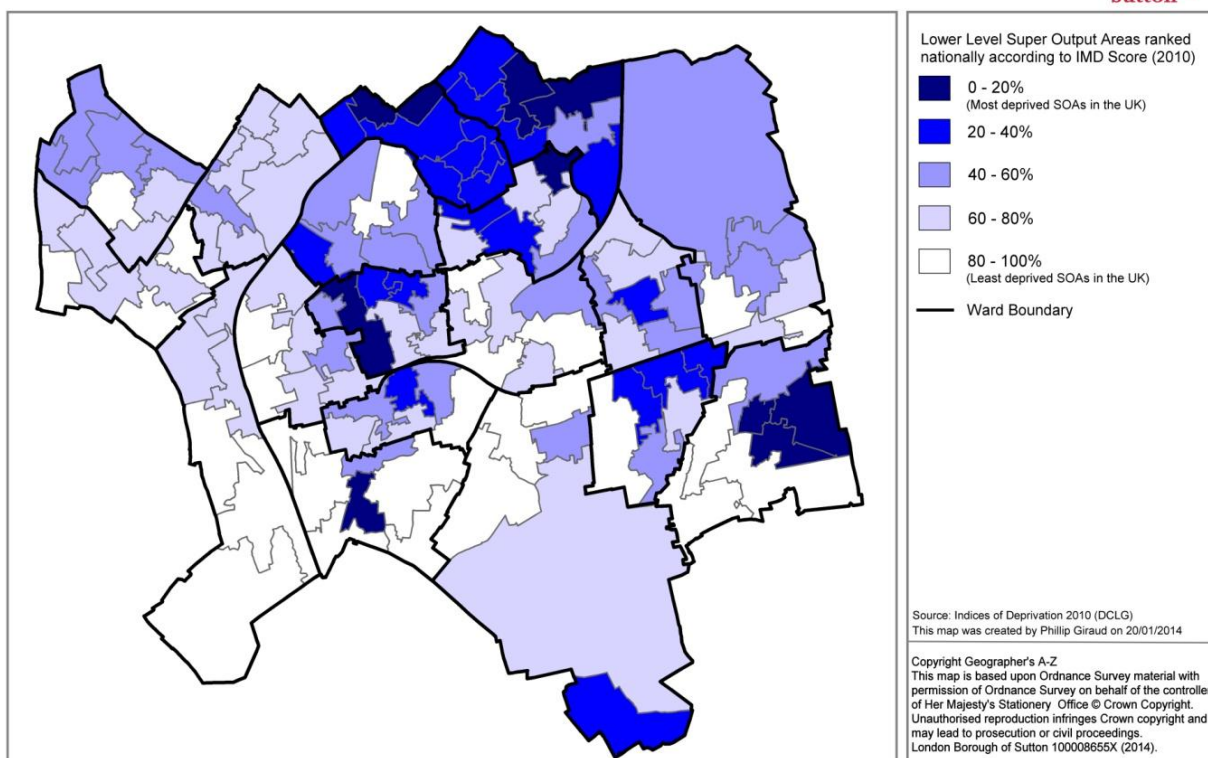 sutton
Lower Level Super Output Areas ranked
nationally according to IMD Score (2010)
0 - 20%
(Most deprived SOAs in the UK)
20 - 40%
40 - 60%
60 - 80%
80 - 100%
(Least deprived SOAs in the UK)
Ward Boundary
Source: Indices of Deprivation 2010 (DCLG)
This map was created by Phillip Giraud on 20/01/2014
Copyright Geographer's A-Z
This map is based upon Ordnance Survey material with
permission of Ordnance Survey on behalf of the controlle
of Her Majesty's Stationery Office © Crown Copyright.
Unauthorised reproduction infringes Crown copyright and
may lead to prosecution or civil proceedings.
London Borough of Sutton 100008655X (2014).